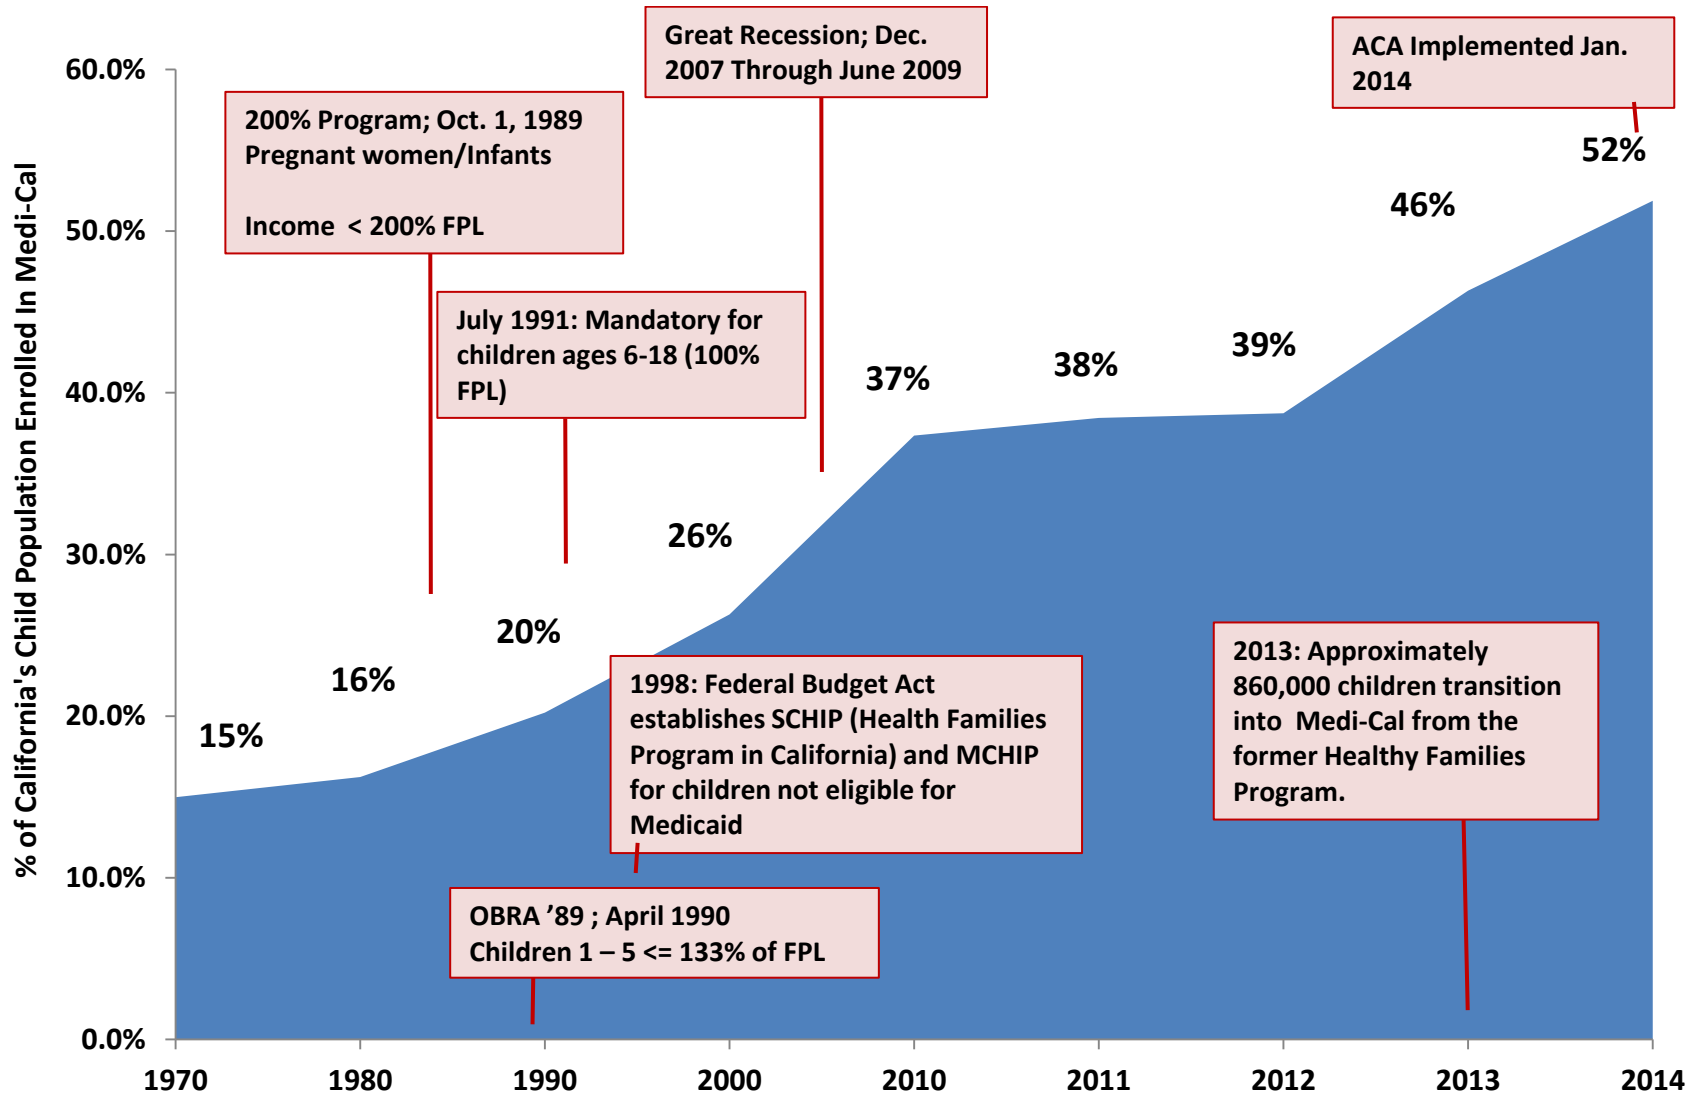 Great Recession; Dec.
2007 Through June 2009
ACA Implemented Jan.
2014
200% Program; Oct. 1, 1989
Pregnant women/Infants
Income < 200% FPL
July 1991: Mandatory for
children ages 6-18 (100%
FPL)
1998: Federal Budget Act
establishes SCHIP (Health Families
Program in California) and MCHIP
for children not eligible for
Medicaid
OBRA ’89 ; April 1990
Children 1 – 5 <= 133% of FPL
2013: Approximately
860,000 children transition
into Medi-Cal from the
former Healthy Families
Program.
15%
16%
20%
26%
37%
38%
39%
46%
52%
% of California's Child Population Enrolled In Medi-Cal
60.0%
50.0%
40.0%
30.0%
20.0%
10.0%
0.0%
1970
1980
1990
2000
2010
2011
2012
2013
2014